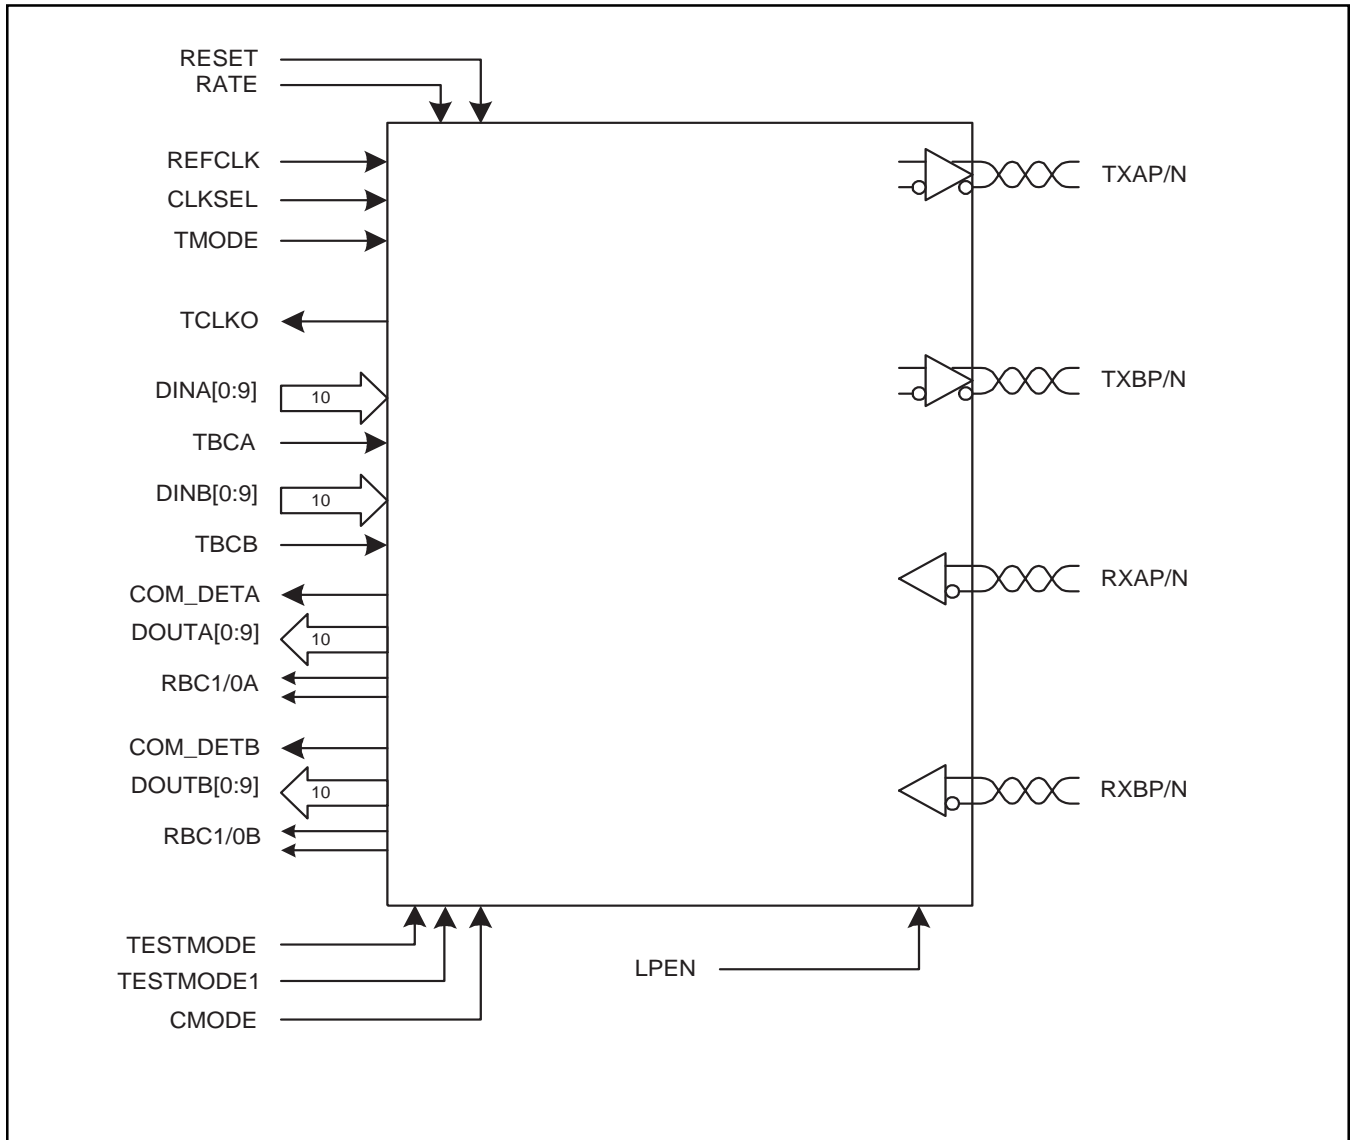 RESET
RATE
REFCLK
CLKSEL
TMODE
TCLKO
DINA[0:9]
10
TBCA
DINB[0:9]
10
TBCB
COM_DETA
DOUTA[0:9]
10
RBC1/0A
COM_DETB
DOUTB[0:9]
10
RBC1/0B
TESTMODE
TESTMODE1
CMODE
LPEN
TXAP/N
TXBP/N
RXAP/N
RXBP/N